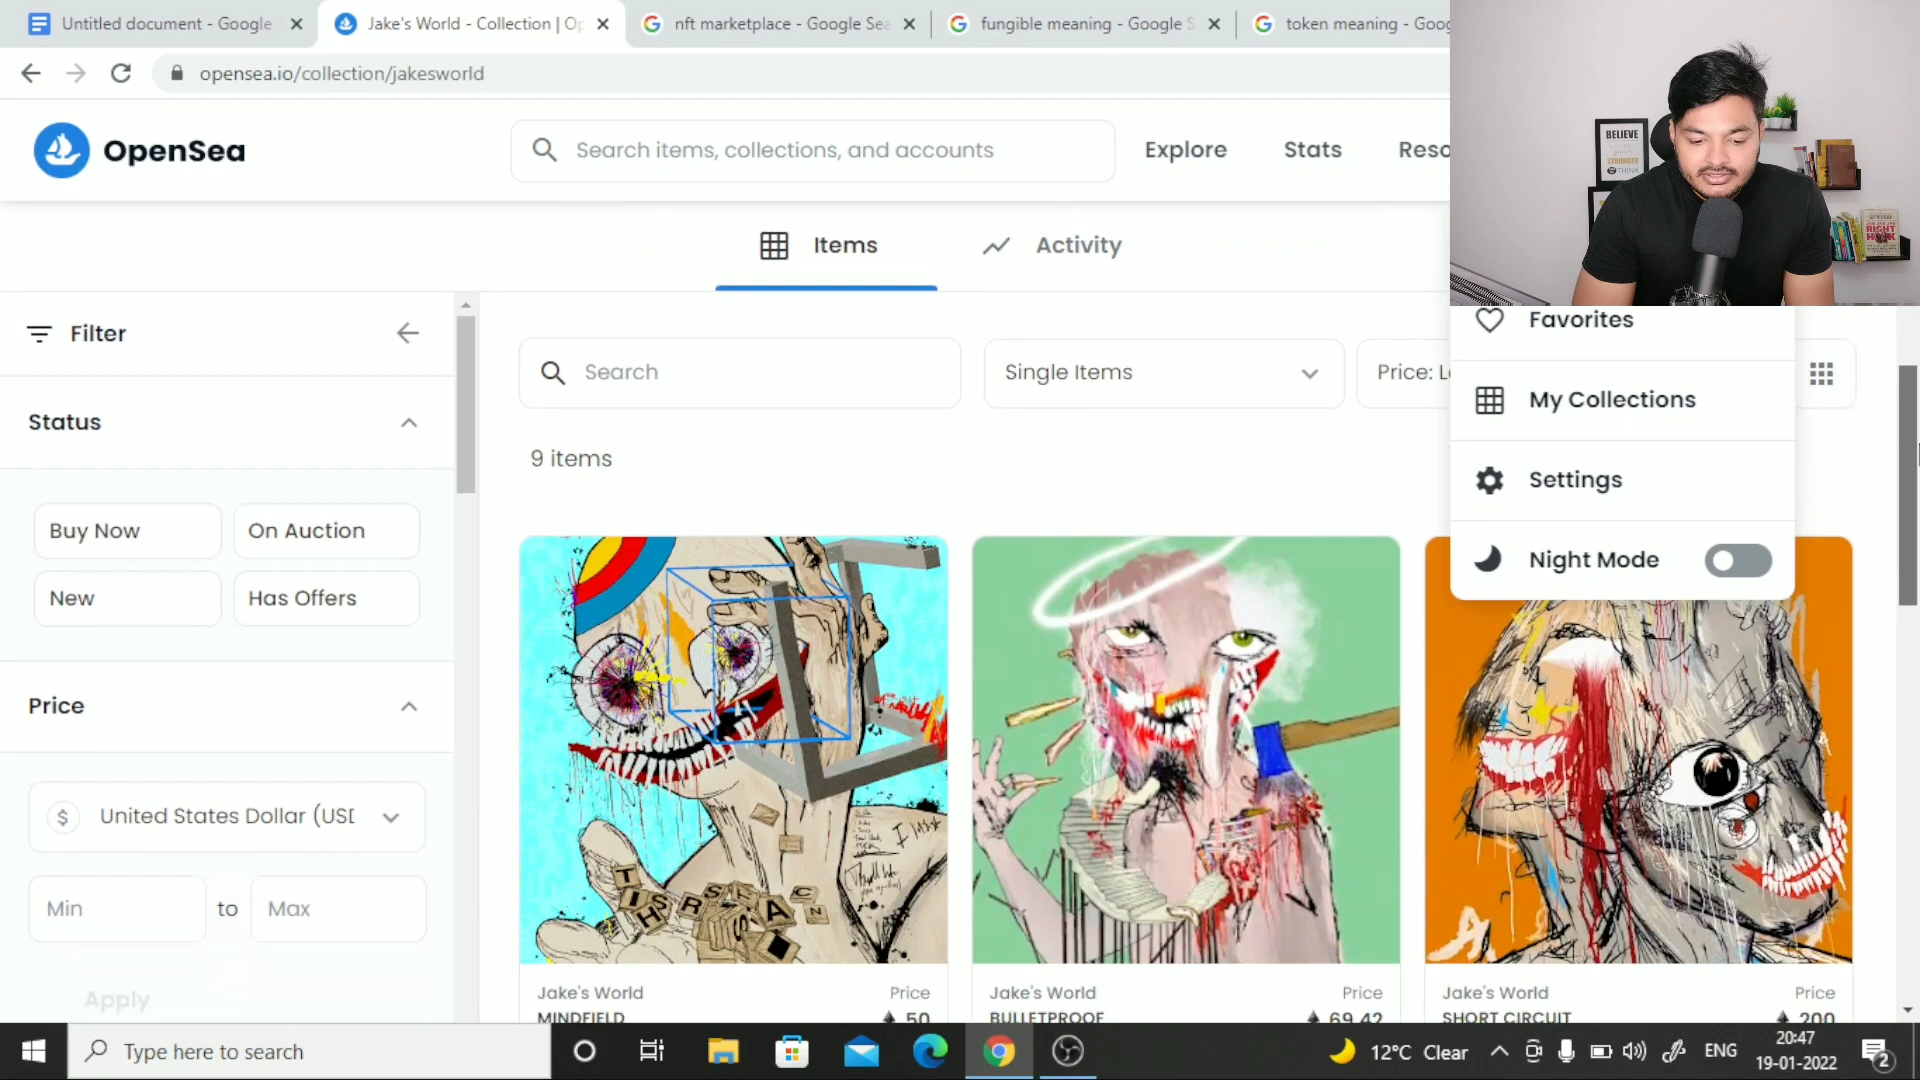 Untitled document - Google
Jake's World - Collection | Op
nft marketplace - Google Sea
fungible meaning - Google S
token meaning - Goog
opensea.io/collection/jakesworld
OpenSea
Search items, collections, and accounts
Explore
Stats
Reso
BELIEVE
STRONGER
THINK
RIGHT
Items
Activity
Favorites
Filter
Search
Single Items
Price: L
My Collections
Status
9 items
Settings
Buy Now
On Auction
Night Mode
New
Has Offers
Price
United States Dollar (USD
Min
to
Max
Apply
Jake's World
Price
MINDFIELD
50
Jake's World
Price
BULLETPROOF
69.42
Jake's World
Price
SHORT CIRCUIT
200
Type here to search
12°C Clear
ENG
20:47
19-01-2022
2